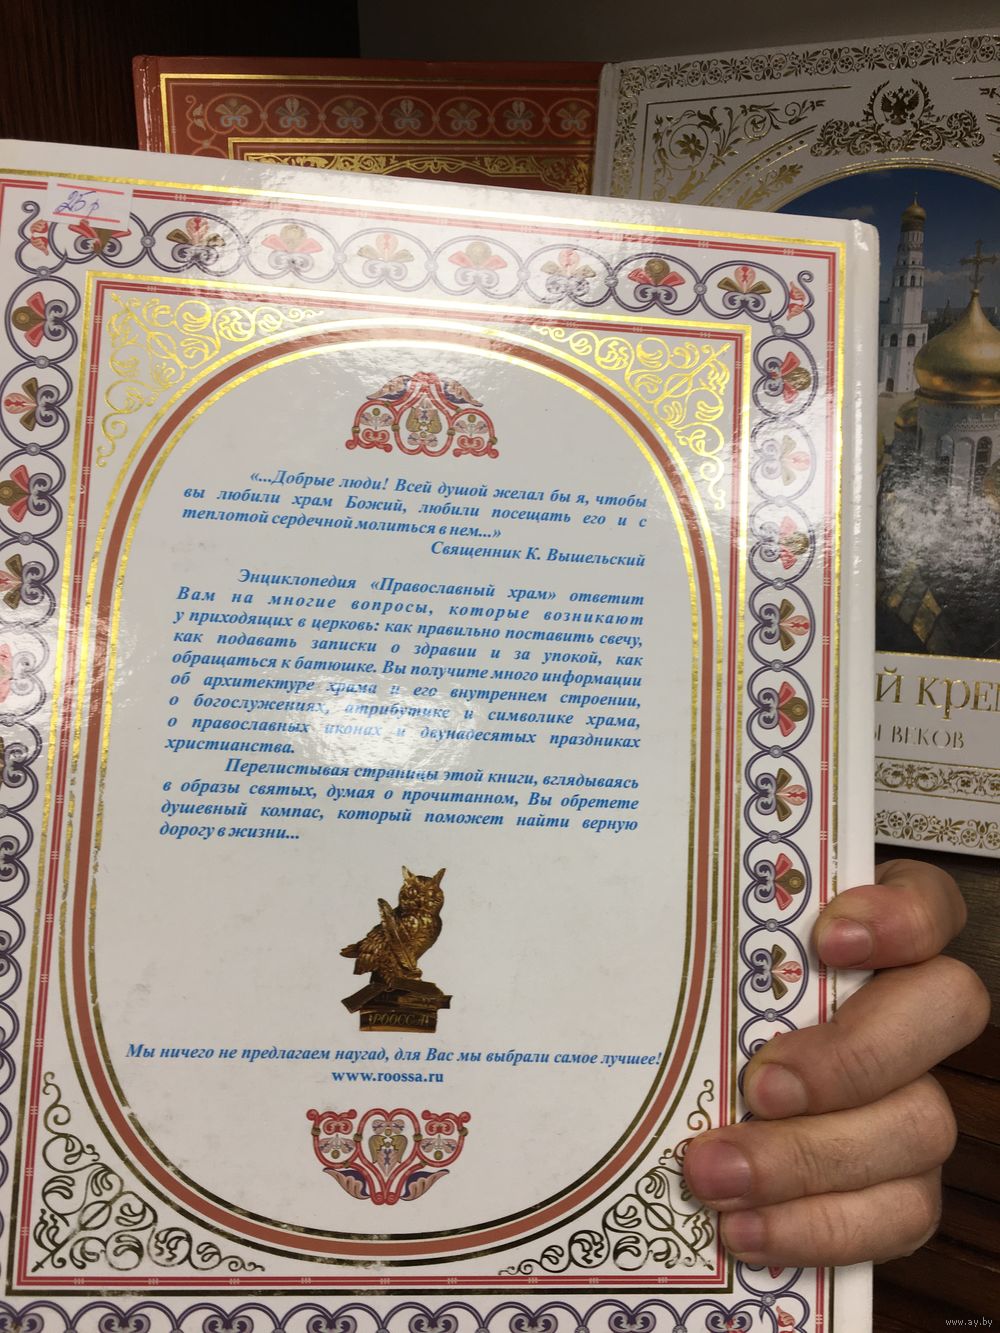 25 р
«...Добрые люди! Всей душой желал бы я, чтобы
вы любили храм Божий, любили посещать его и с
теплотой сердечной молиться в нем...»
Священник К. Вышельский
Энциклопедия «Православный храм» ответит
Вам на многие вопросы, которые возникают
у приходящих в церковь: как правильно поставить свечу,
как подавать записки о здравии и за упокой, как
обращаться к батюшке. Вы получите много информации
об архитектуре храма и его внутреннем строении,
о богослужениях, атрибутике и символике храма,
о православных иконах и двунадесятых праздниках
христианства.
Перелистывая страницы этой книги, вглядываясь
в образы святых, думая о прочитанном, Вы обретете
душевный компас, который поможет найти верную
дорогу в жизни...
РООССА
Мы ничего не предлагаем наугад, для Вас мы выбрали самое лучшее!
www.roossa.ru
Й КРЕ
Ы ВЕКОВ
www.ay.by